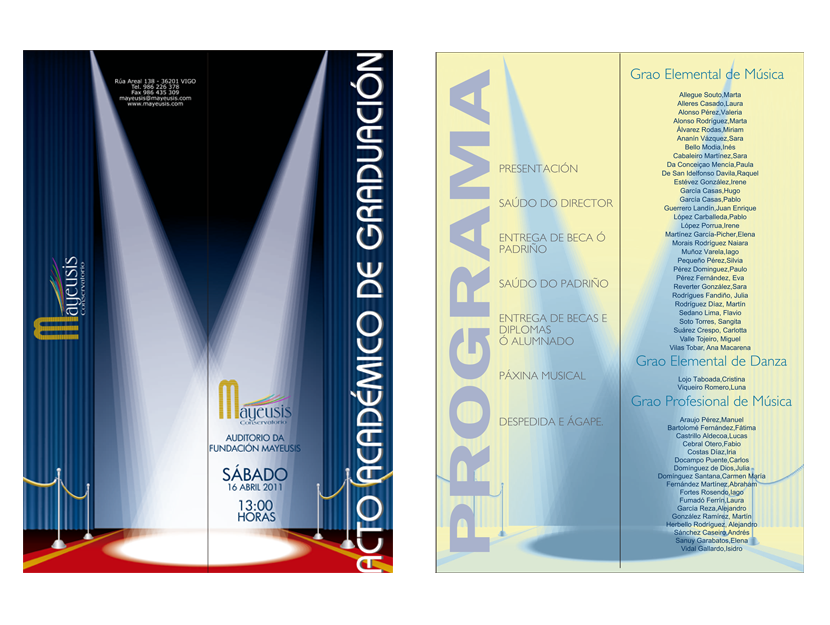 Rúa Areal 138 - 36201 VIGO
Tel. 986 226 378
Fax 986 435 309
mayeusis@mayeusis.com
www.mayeusis.com
Mayeusis
Conservatorio
Mayeusis
Conservatorio
AUDITORIO DA
FUNDACIÓN MAYEUSIS
SÁBADO
16 ABRIL 2011
13:00
HORAS
ACTO ACADÉMICO DE GRADUACIÓN
PROGRAMA
PRESENTACIÓN
SAÚDO DO DIRECTOR
ENTREGA DE BECA Ó
PADRIÑO
SAÚDO DO PADRIÑO
ENTREGA DE BECAS E
DIPLOMAS
Ó ALUMNADO
PÁXINA MUSICAL
DESPEDIDA E ÁGAPE.
Grao Elemental de Música
Allegue Souto,Marta
Alleres Casado,Laura
Alonso Pérez,Valeria
Alonso Rodríguez,Marta
Álvarez Rodas,Miriam
Ananín Vázquez,Sara
Bello Modia,Inés
Cabaleiro Martínez,Sara
Da Conceiçao Mencía,Paula
De San Idelfonso Davila,Raquel
Estévez González,Irene
García Casas,Hugo
García Casas,Pablo
Guerrero Landín,Juan Enrique
López Carballeda,Pablo
López Porrua,Irene
Martínez García-Picher,Elena
Morais Rodríguez Naiara
Muñoz Varela,Iago
Pequeño Pérez,Silvia
Pérez Domínguez,Paulo
Pérez Fernández, Eva
Reverter González,Sara
Rodrigues Fandiño, Julia
Rodríguez Díaz, Martín
Sedano Lima, Flavio
Soto Torres, Sangita
Suárez Crespo, Carlotta
Valle Tojeiro, Miguel
Vilas Tobar, Ana Macarena
Grao Elemental de Danza
Lojo Taboada,Cristina
Viqueiro Romero,Luna
Grao Profesional de Música
Araujo Pérez,Manuel
Bartolomé Fernández,Fátima
Castrillo Aldecoa,Lucas
Cebral Otero,Fabio
Costas Díaz,Iria
Docampo Puente,Carlos
Domínguez de Dios,Julia
Domínguez Santana,Carmen María
Fernández Martínez,Abraham
Fortes Rosendo,Iago
Fumadó Ferrín,Laura
García Reza,Alejandro
González Ramírez, Martín
Herbello Rodríguez, Alejandro
Sánchez Caseiro,Andrés
Sanuy Garabatos,Elena
Vidal Gallardo,Isidro